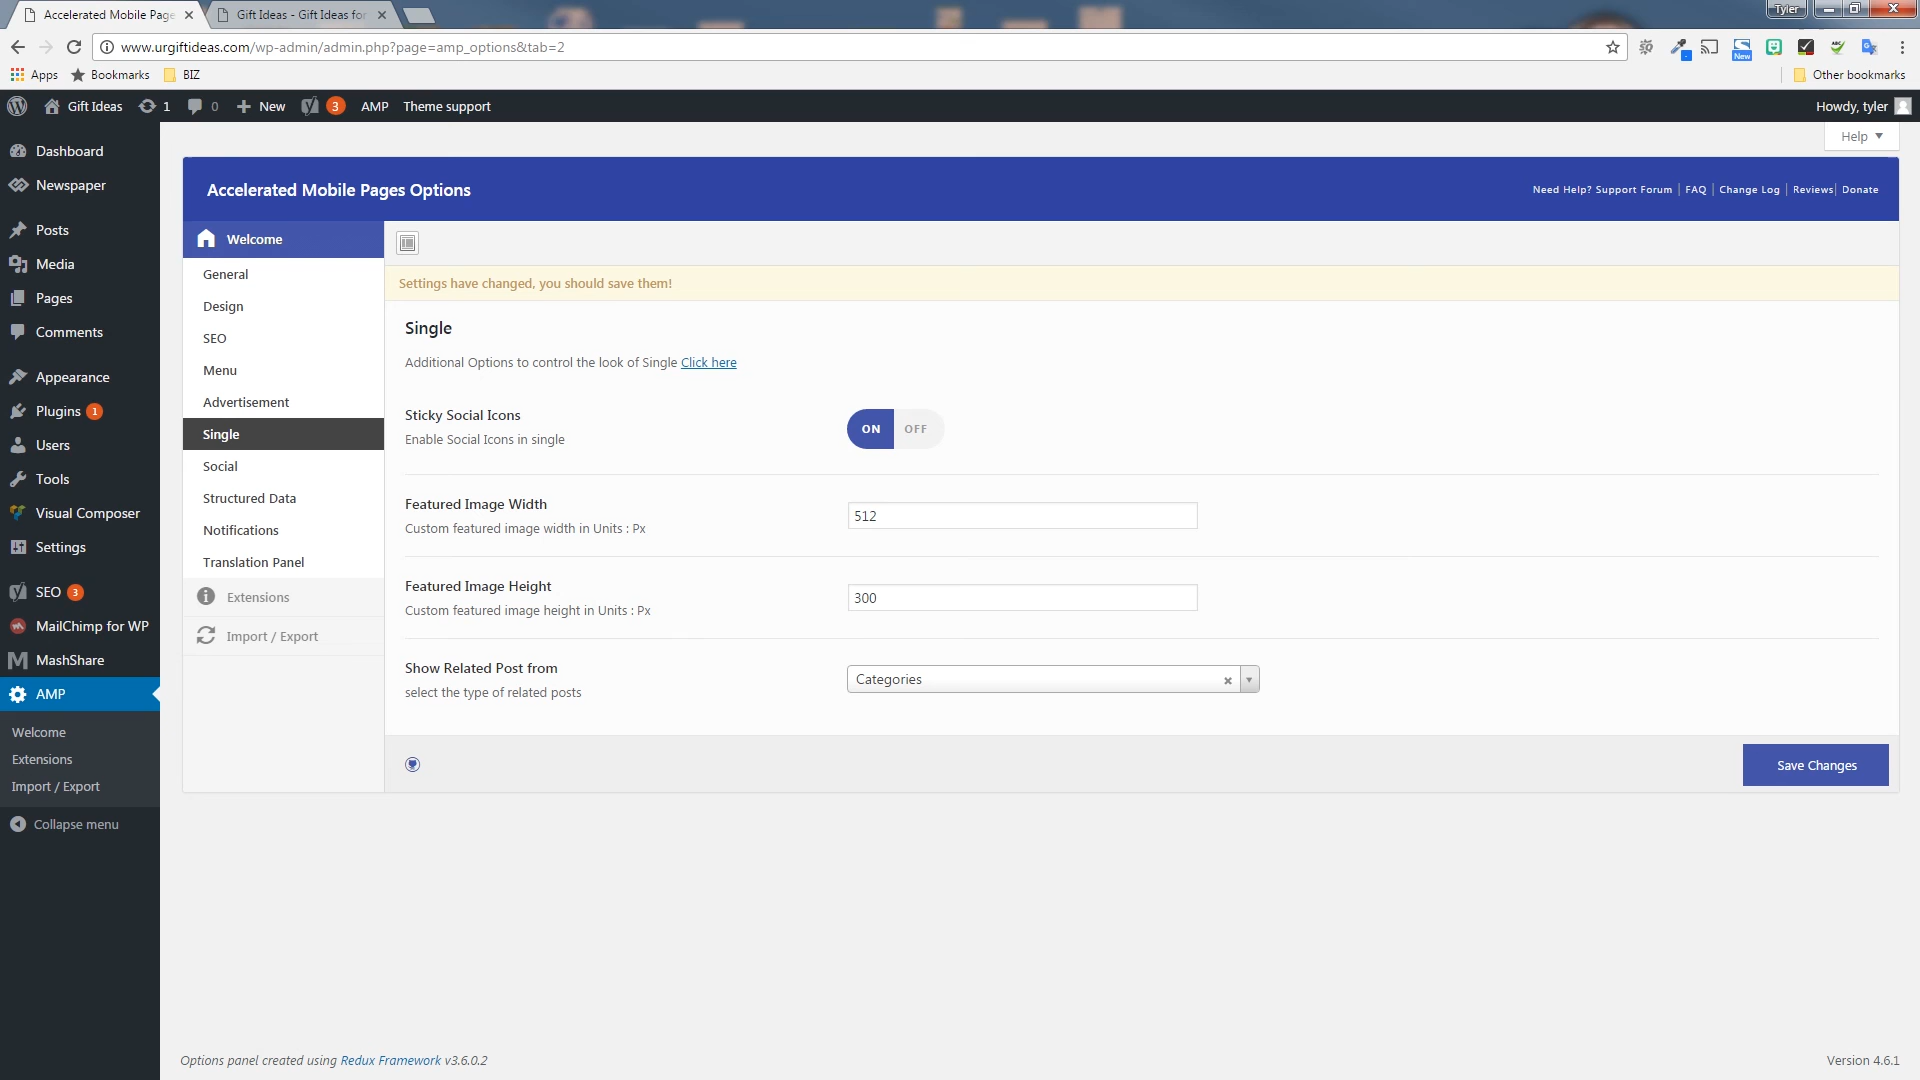 Accelerated Mobile Page
Gift Ideas - Gift Ideas for
Tyler
www.urgiftideas.com/wp-admin/admin.php?page=amp_options&tab=2
New
Apps
Bookmarks
BIZ
Other bookmarks
Gift Ideas
1
0
New
3
AMP
Theme support
Howdy, tyler
Help
Dashboard
Newspaper
Posts
Media
Pages
Comments
Appearance
Plugins 1
Users
Tools
Visual Composer
Settings
SEO 3
MailChimp for WP
MashShare
AMP
Welcome
Extensions
Import / Export
Collapse menu
Accelerated Mobile Pages Options
Need Help? Support Forum | FAQ | Change Log | Reviews | Donate
Welcome
General
Design
SEO
Menu
Advertisement
Single
Social
Structured Data
Notifications
Translation Panel
Extensions
Import / Export
Settings have changed, you should save them!
Single
Additional Options to control the look of Single Click here
Sticky Social Icons
Enable Social Icons in single
ON OFF
Featured Image Width
Custom featured image width in Units : Px
512
Featured Image Height
Custom featured image height in Units : Px
300
Show Related Post from
select the type of related posts
Categories
Save Changes
Options panel created using Redux Framework v3.6.0.2
Version 4.6.1